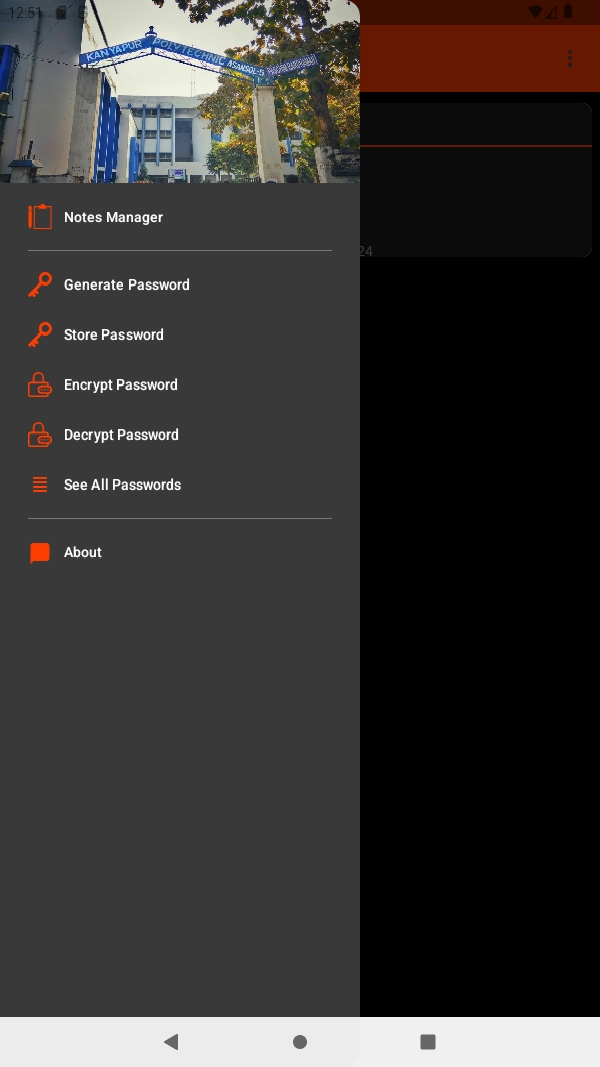 12:51
KANYAPUR POLYTECHNIC ASANSOL-5
Notes Manager
Generate Password
Store Password
Encrypt Password
Decrypt Password
See All Passwords
About
24